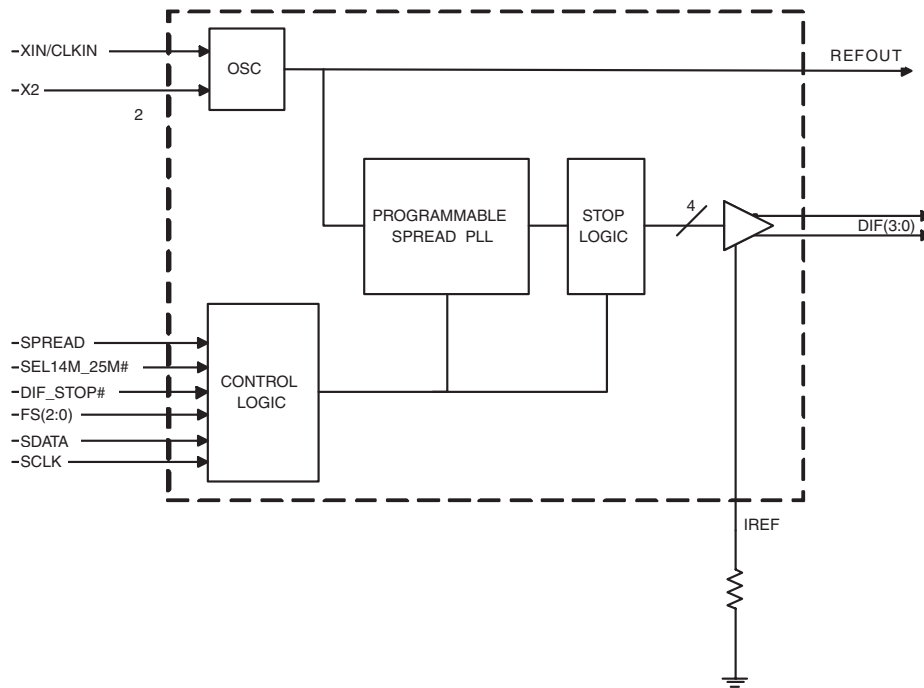 XIN/CLKIN
X2
2
OSC
REFOUT
PROGRAMMABLE
SPREAD PLL
STOP
LOGIC
4
DIF(3:0)
SPREAD
SEL14M_25M#
DIF_STOP#
FS(2:0)
SDATA
SCLK
CONTROL
LOGIC
IREF